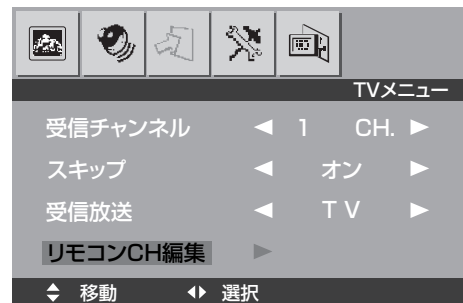 TVメニュー
受信チャンネル ◀ 1 CH. ▶
スキップ ◀ オン ▶
受信放送 ◀ TV ▶
リモコンCH編集 ▶
移動 選択